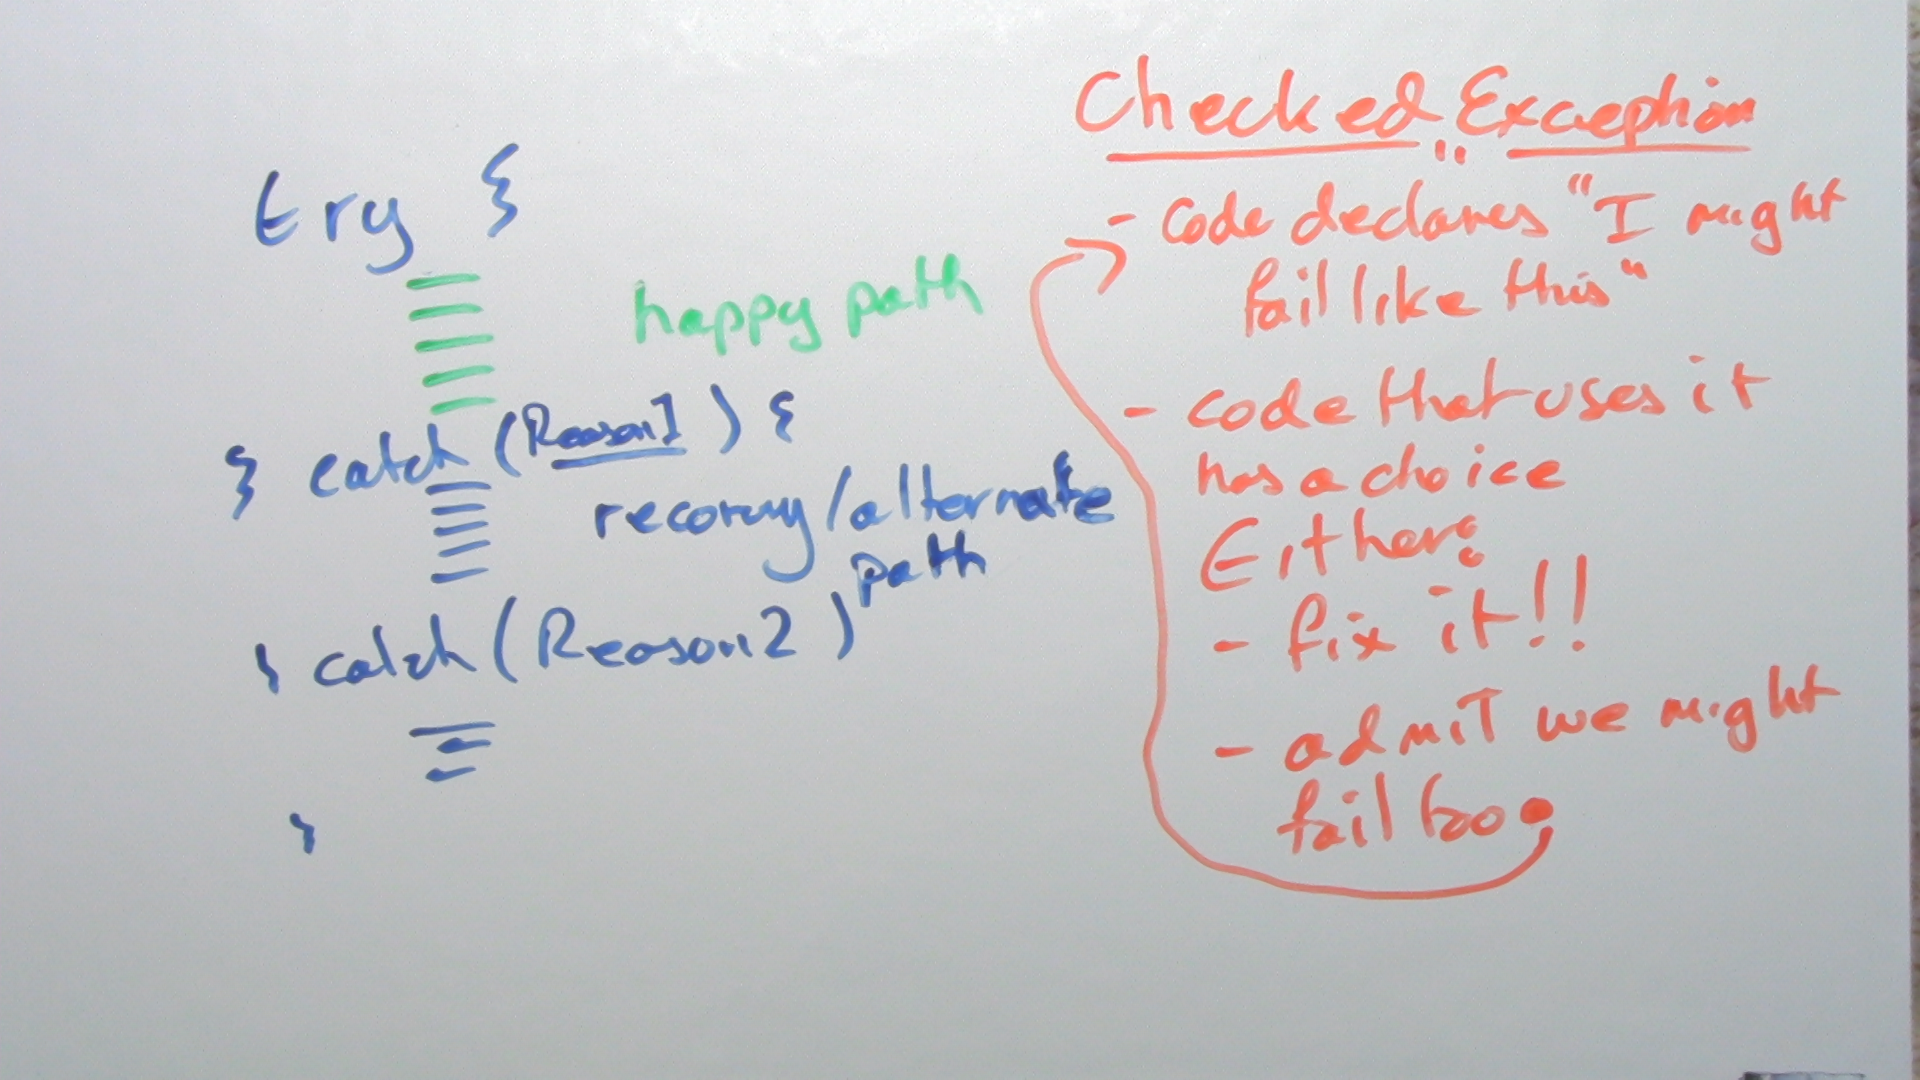 try {
happy path
} catch (Reason1) {
recovery/alternate
path
} catch (Reason2)
}
Checked Exception
- code declares "I might
fail like this"
- code that uses it
has a choice
Either:
- fix it!!
- admit we might
fail too